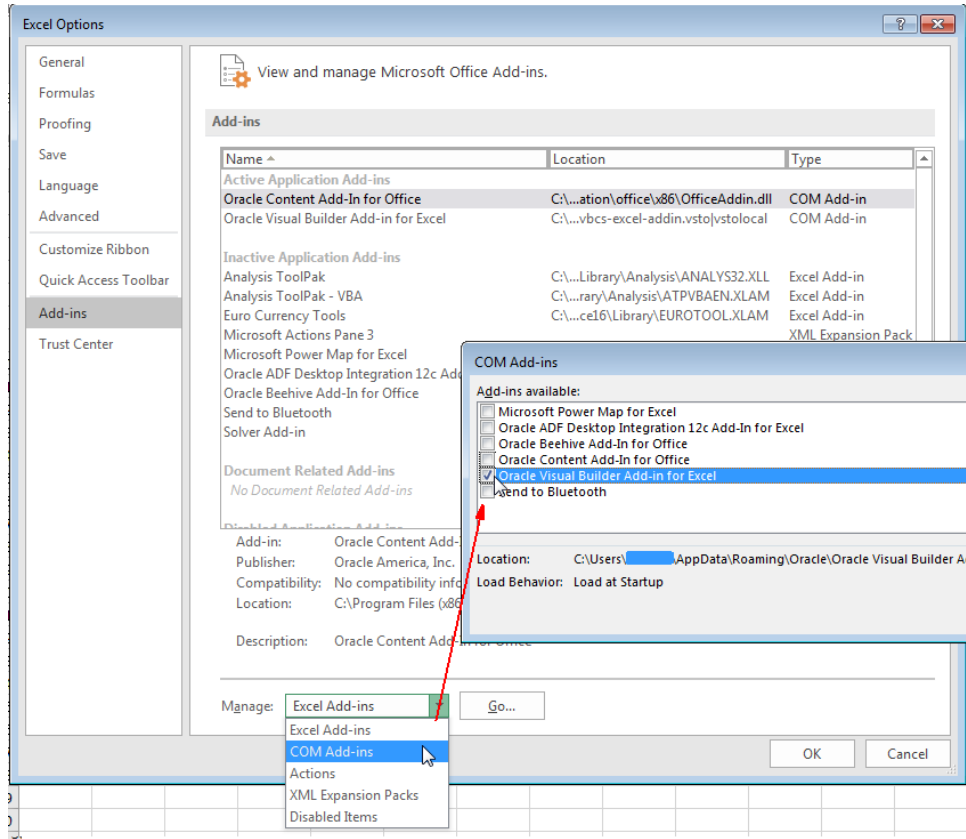 Excel Options
General
Formulas
Proofing
Save
Language
Advanced
Customize Ribbon
Quick Access Toolbar
Add-ins
Trust Center
View and manage Microsoft Office Add-ins.
Add-ins
Name Location Type
Active Application Add-ins
Oracle Content Add-In for Office C:\...ation\office\x86\OfficeAddin.dll COM Add-in
Oracle Visual Builder Add-in for Excel C:\...vbcs-excel-addin.vsto|vstolocal COM Add-in
Inactive Application Add-ins
Analysis ToolPak C:\...Library\Analysis\ANALYS32.XLL Excel Add-in
Analysis ToolPak - VBA C:\...rary\Analysis\ATPVBAEN.XLAM Excel Add-in
Euro Currency Tools C:\...ce16\Library\EUROTOOL.XLAM Excel Add-in
Microsoft Actions Pane 3 XML Expansion Pack
Microsoft Power Map for Excel
Oracle ADF Desktop Integration 12c Add
Oracle Beehive Add-In for Office
Send to Bluetooth
Solver Add-in
Document Related Add-ins
No Document Related Add-ins
Disabled Application Add-ins
Add-in: Oracle Content Add-
Publisher: Oracle America, Inc.
Compatibility: No compatibility info
Location: C:\Program Files (x86
Description: Oracle Content Add-In for Office
Manage: Excel Add-ins Go...
Excel Add-ins
COM Add-ins
Actions
XML Expansion Packs
Disabled Items
OK Cancel
COM Add-ins
Add-ins available:
Microsoft Power Map for Excel
Oracle ADF Desktop Integration 12c Add-In for Excel
Oracle Beehive Add-In for Office
Oracle Content Add-In for Office
Oracle Visual Builder Add-in for Excel
Send to Bluetooth
Location: C:\Users\ \AppData\Roaming\Oracle\Oracle Visual Builder A
Load Behavior: Load at Startup